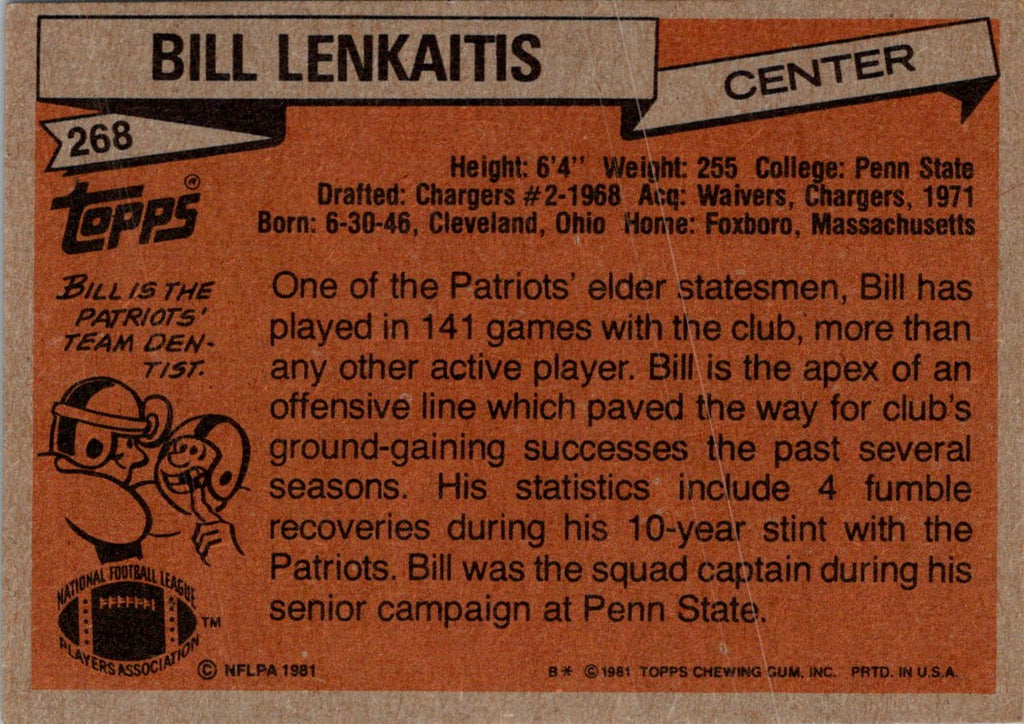 BILL LENKAITIS
CENTER
268
Height: 6'4" Weight: 255 College: Penn State
Drafted: Chargers #2-1968 Acq: Waivers, Chargers, 1971
Born: 6-30-46, Cleveland, Ohio Home: Foxboro, Massachusetts
TOPPS®
BILL IS THE
PATRIOTS'
TEAM DEN-
TIST.
One of the Patriots' elder statesmen, Bill has
played in 141 games with the club, more than
any other active player. Bill is the apex of an
offensive line which paved the way for club's
ground-gaining successes the past several
seasons. His statistics include 4 fumble
recoveries during his 10-year stint with the
Patriots. Bill was the squad captain during his
senior campaign at Penn State.
NATIONAL FOOTBALL LEAGUE
PLAYERS ASSOCIATION
TM
© NFLPA 1981
B* © 1981 TOPPS CHEWING GUM, INC. PRTD. IN U.S.A.